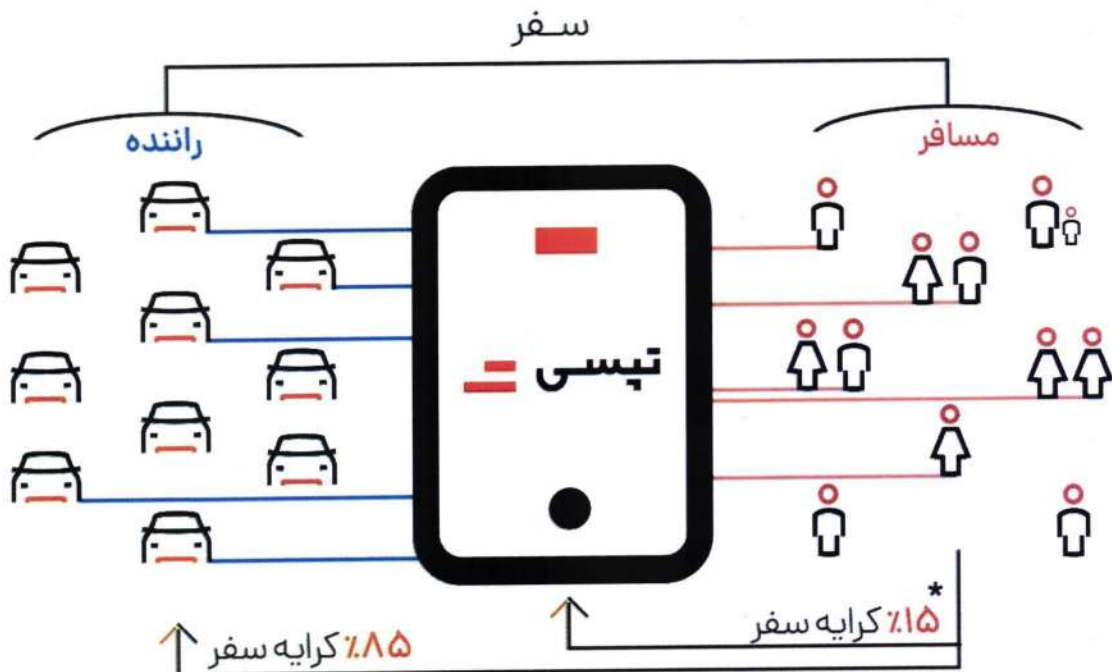 سفر
مسافر
راننده
تپسی
*
٪۱۵ کرایه سفر
٪۸۵ کرایه سفر